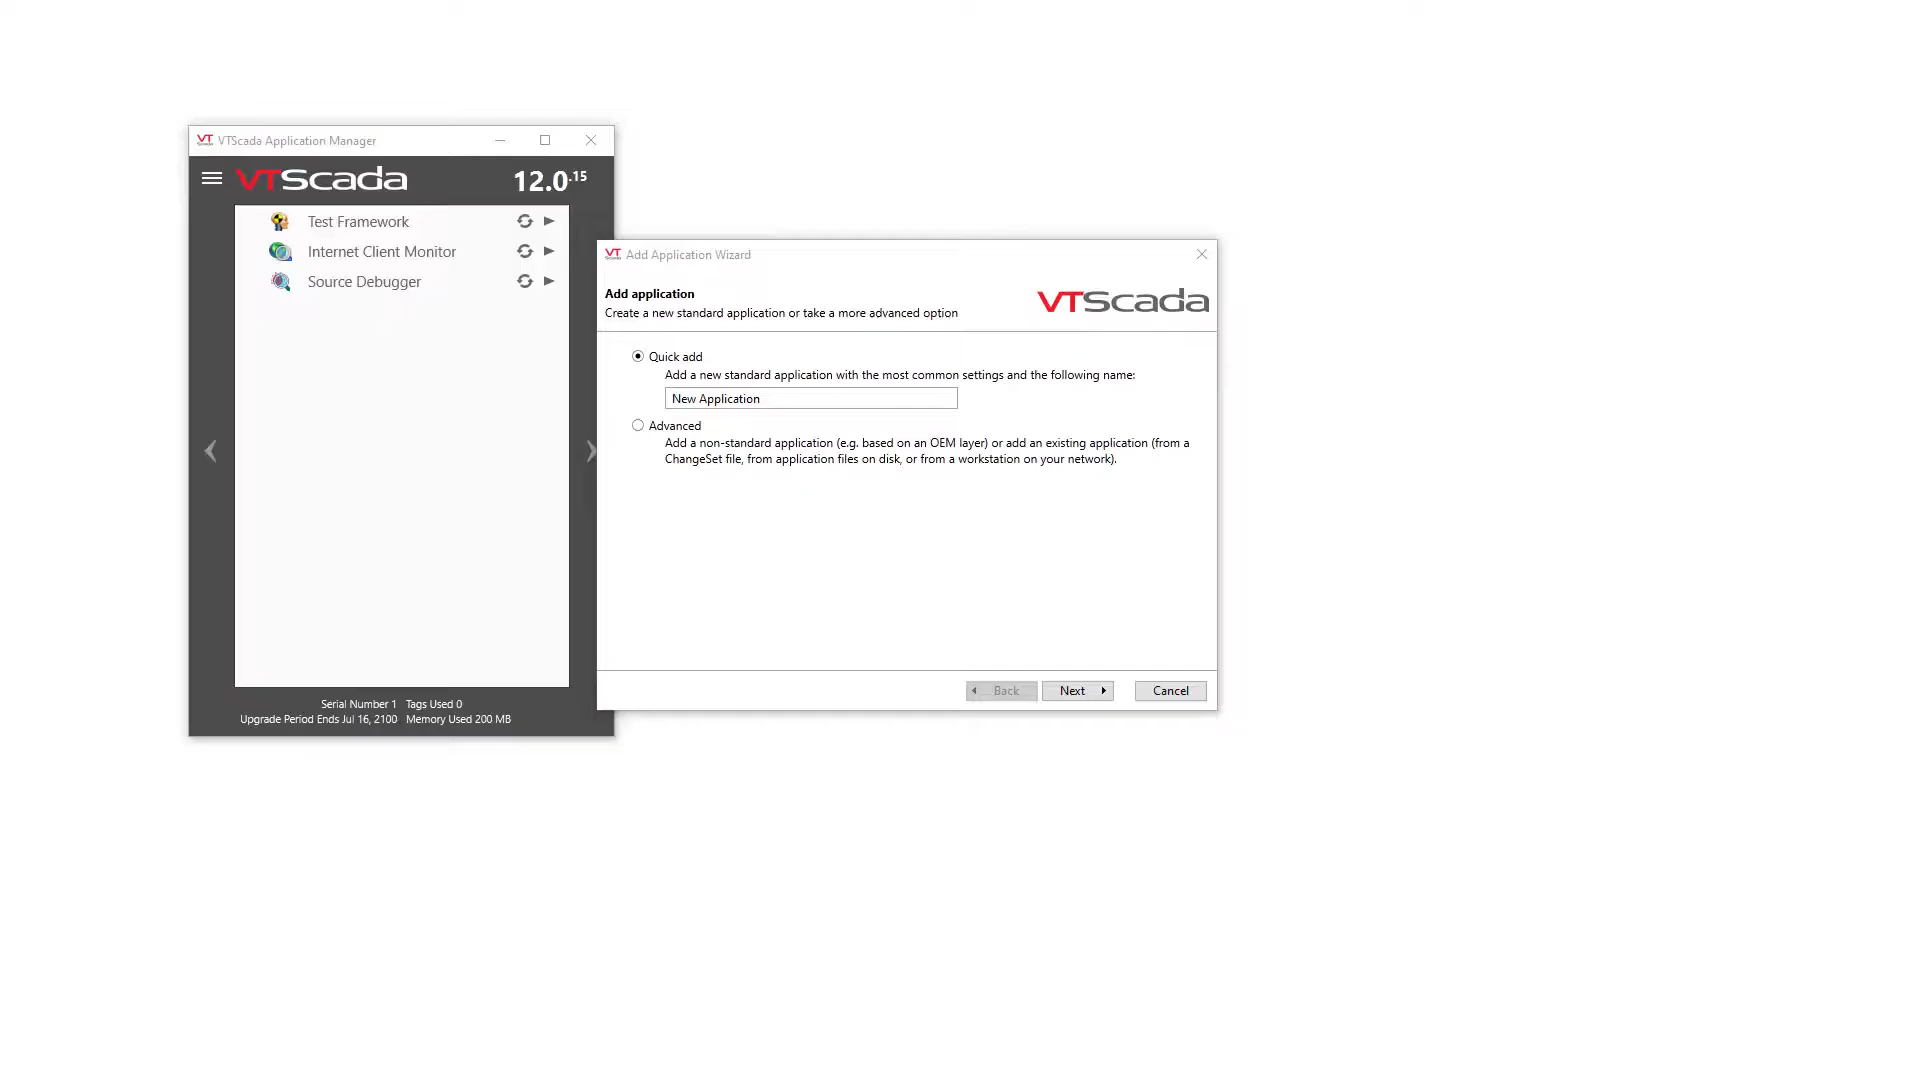 VTScada Application Manager
VTScada 12.0.15
Test Framework
Internet Client Monitor
Source Debugger
Serial Number 1 Tags Used 0
Upgrade Period Ends Jul 16, 2100 Memory Used 200 MB
VT Scada Add Application Wizard
Add application
Create a new standard application or take a more advanced option
VTScada
Quick add
Add a new standard application with the most common settings and the following name:
New Application
Advanced
Add a non-standard application (e.g. based on an OEM layer) or add an existing application (from a
ChangeSet file, from application files on disk, or from a workstation on your network).
Back Next Cancel